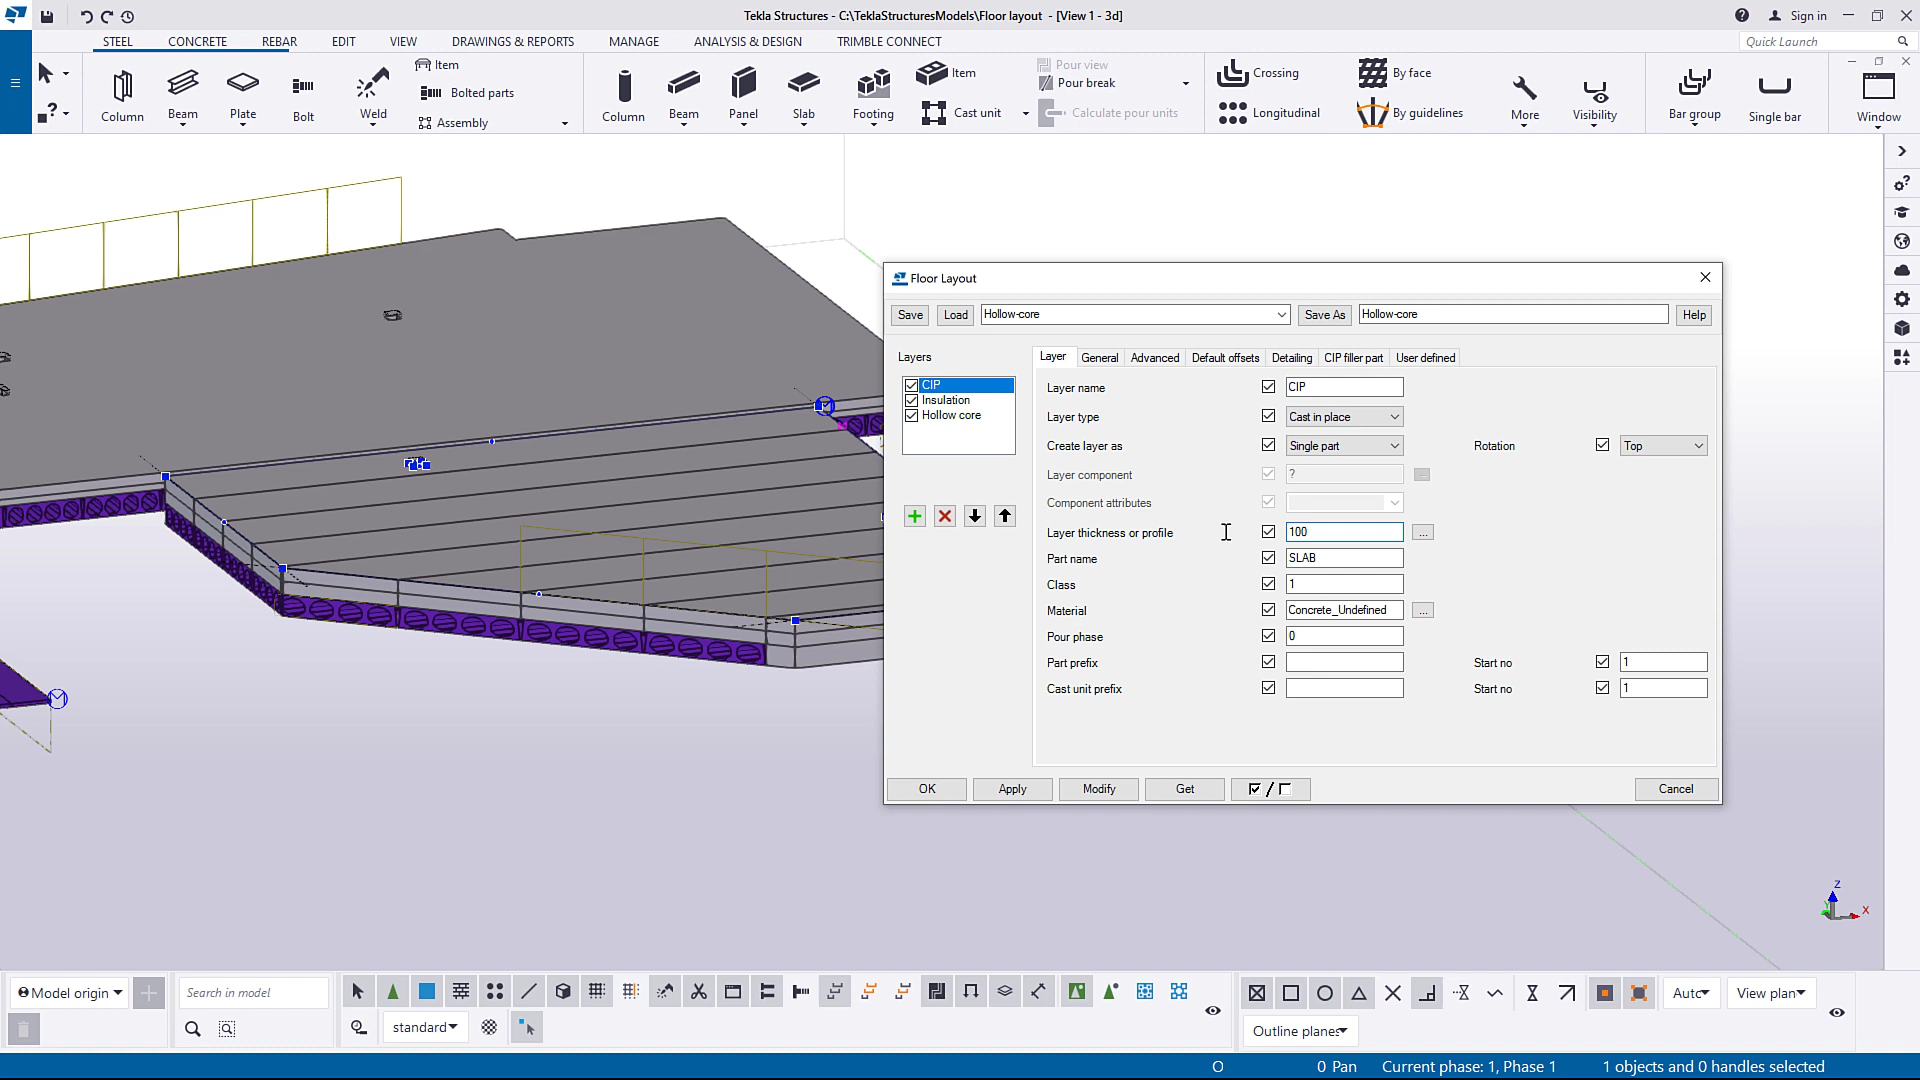 Tekla Structures - C:\TeklaStructuresModels\Floor layout - [View 1 - 3d]
Sign in
STEEL CONCRETE REBAR EDIT VIEW DRAWINGS & REPORTS MANAGE ANALYSIS & DESIGN TRIMBLE CONNECT
Quick Launch
Column Beam Plate Bolt Weld
Item
Bolted parts
Assembly
Column Beam Panel Slab Footing
Item
Cast unit
Pour view
Pour break
Calculate pour units
Crossing
Longitudinal
By face
By guidelines
More
Visibility
Bar group
Single bar
Window
Floor Layout
Save Load Hollow-core Save As Hollow-core Help
Layers
CIP
Insulation
Hollow core
Layer General Advanced Default offsets Detailing CIP filler part User defined
Layer name CIP
Layer type Cast in place
Create layer as Single part Rotation Top
Layer component ? ...
Component attributes
Layer thickness or profile 100 ...
Part name SLAB
Class 1
Material Concrete_Undefined ...
Pour phase 0
Part prefix Start no 1
Cast unit prefix Start no 1
OK Apply Modify Get / Cancel
Z
Y
X
Model origin
Search in model
standard
Auto
View plan
Outline planes
O 0 Pan Current phase: 1, Phase 1 1 objects and 0 handles selected